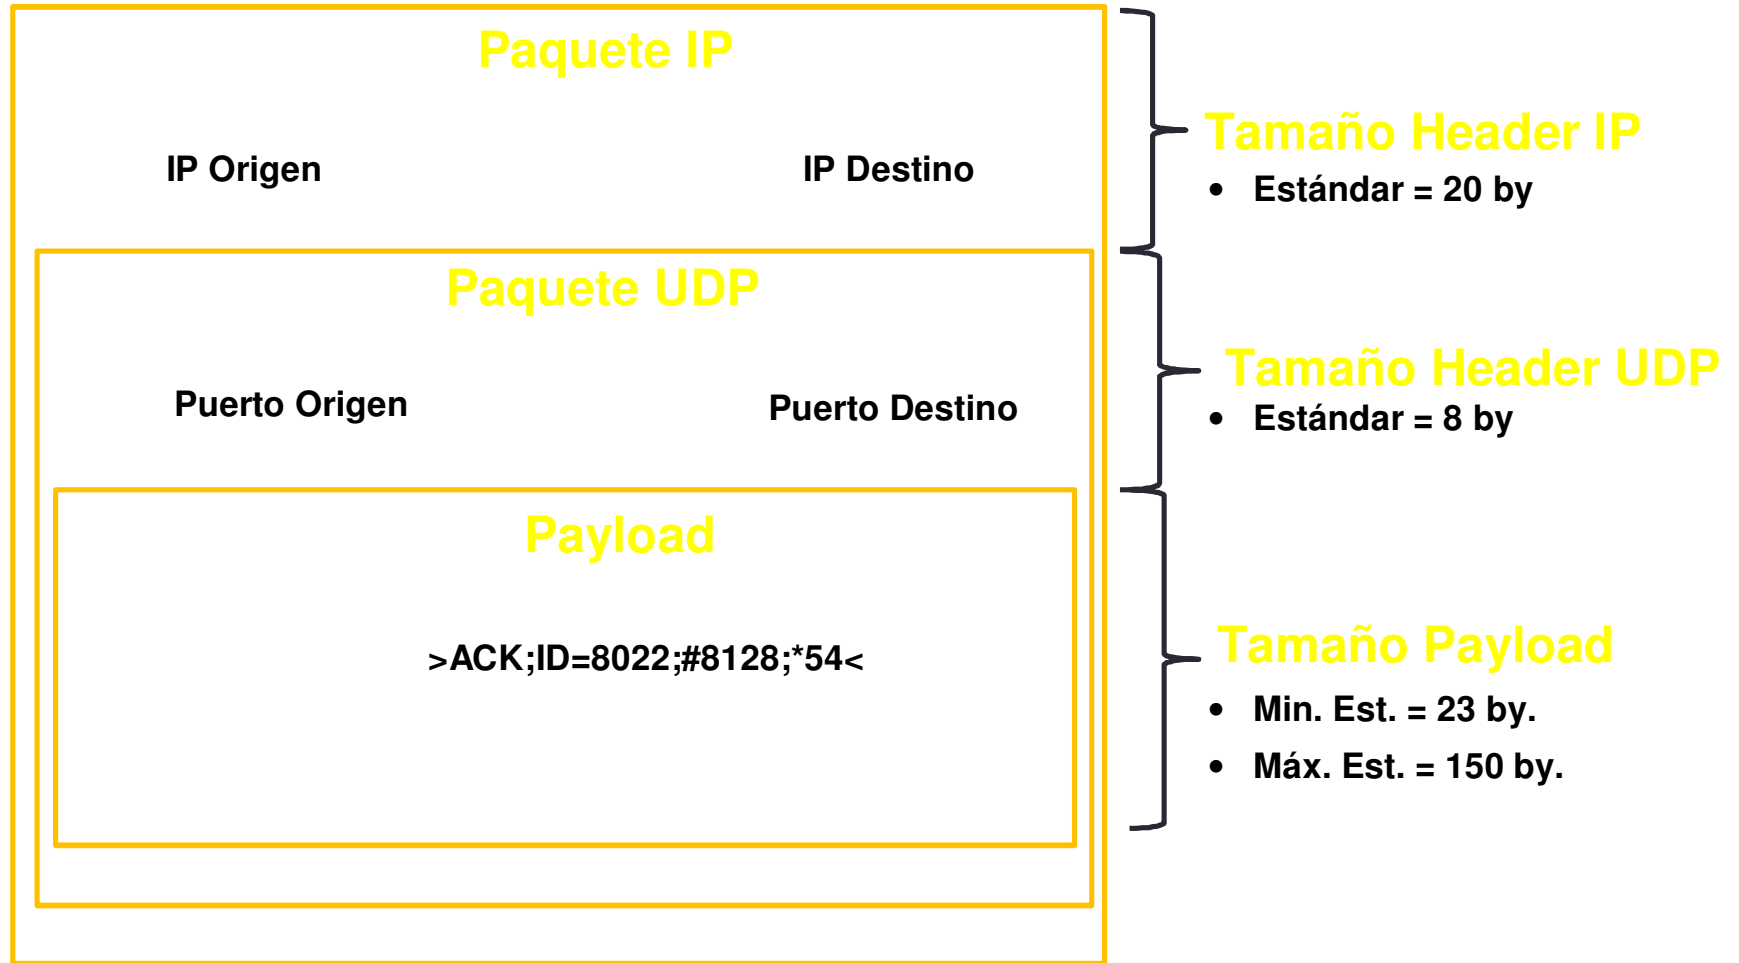 Paquete IP
IP Origen
IP Destino
Tamaño Header IP
• Estándar = 20 by
Paquete UDP
Puerto Origen
Puerto Destino
Tamaño Header UDP
• Estándar = 8 by
Payload
>ACK;ID=8022;#8128;*54<
Tamaño Payload
• Min. Est. = 23 by.
• Máx. Est. = 150 by.